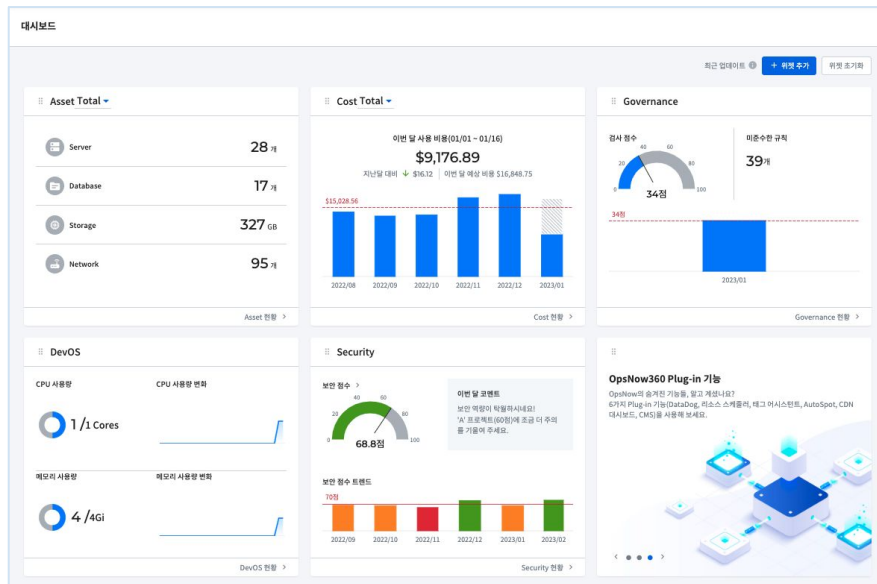 대시보드
최근 업데이트
+ 위젯 추가
위젯 초기화
Asset Total
Server
28 개
Database
17 개
Storage
327 GB
Network
95 개
Asset 현황 >
Cost Total
이번 달 사용 비용(01/01 ~ 01/16)
$9,176.89
지난달 대비 ↓ $16.12 | 이번 달 예상 비용 $16,848.75
$15,028.56
2022/08 2022/09 2022/10 2022/11 2022/12 2023/01
Cost 현황 >
Governance
검사 점수
0 20 40 60 80 100
34점
미준수한 규칙
39개
34점
2023/01
Governance 현황 >
DevOS
CPU 사용량
CPU 사용량 변화
1 /1 Cores
메모리 사용량
메모리 사용량 변화
4 /4Gi
DevOS 현황 >
Security
보안 점수 >
0 20 40 60 80 100
68.8점
이번 달 코멘트
보안 역량이 탁월하시네요!
'A' 프로젝트(60점)에 조금 더 주의
를 기울여 주세요.
보안 점수 트렌드
70점
2022/09 2022/10 2022/11 2022/12 2023/01 2023/02
Security 현황 >
OpsNow360 Plug-in 기능
OpsNow의 숨겨진 기능들, 알고 계셨나요?
6가지 Plug-in 기능(DataDog, 리소스 스케쥴러, 태그 어시스턴트, AutoSpot, CDN
대시보드, CMS)을 사용해 보세요.